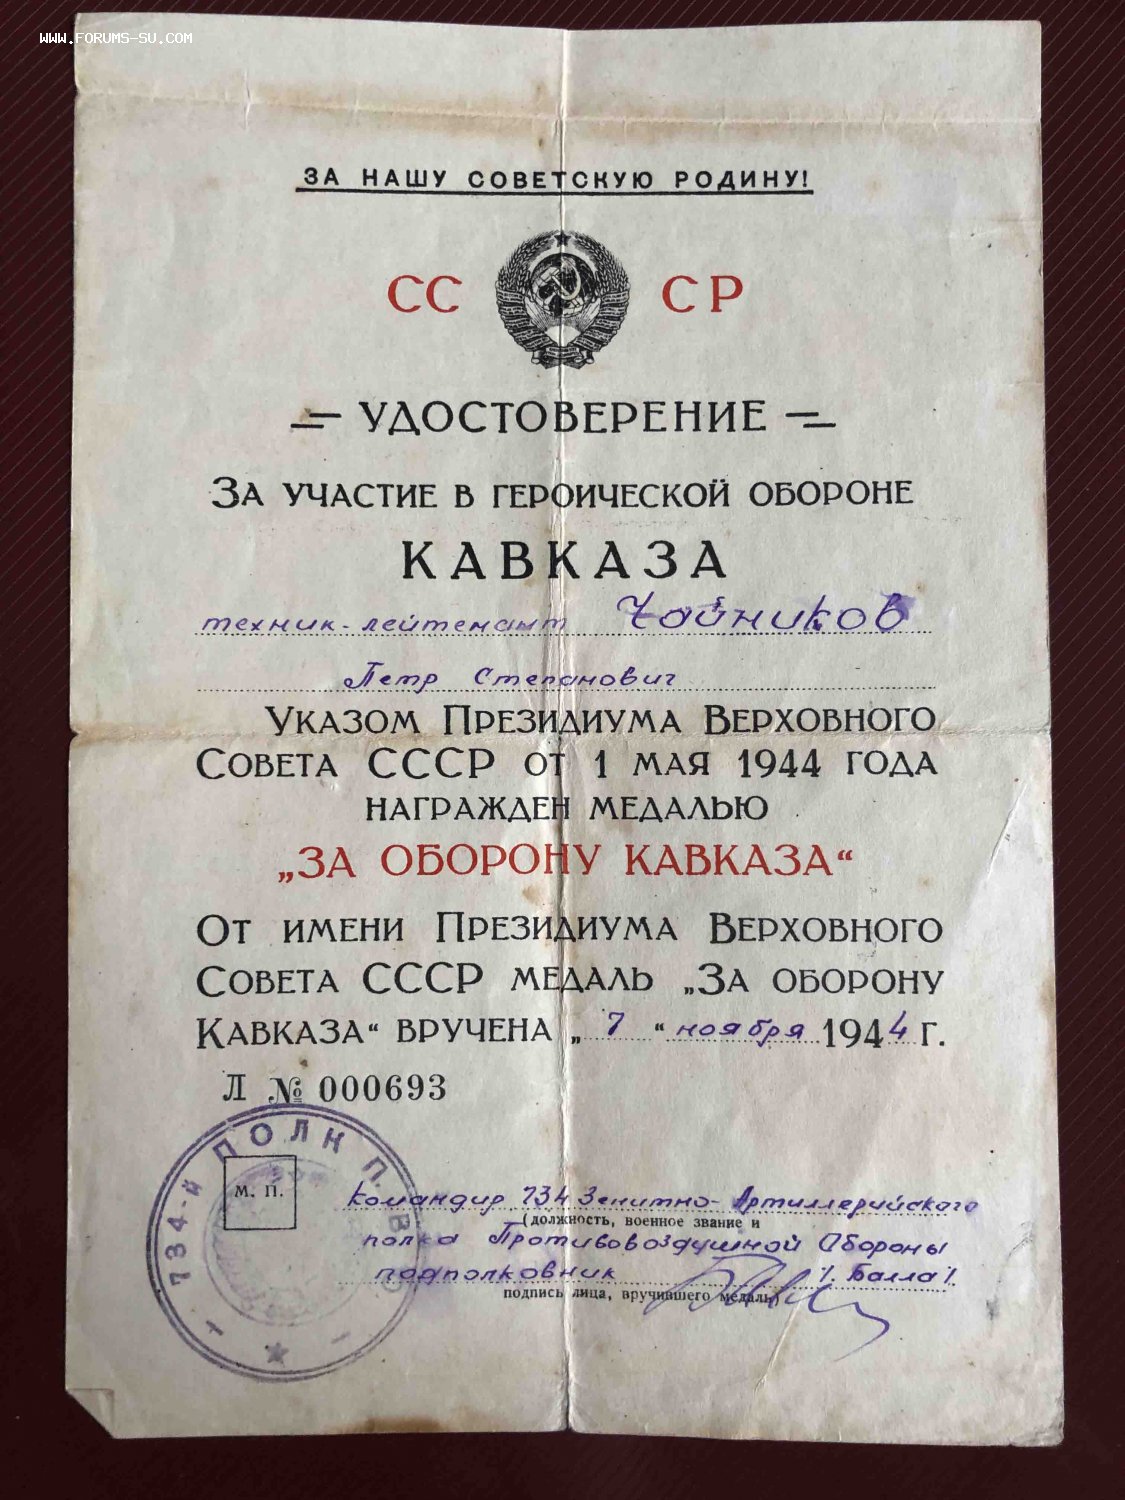 WWW.FORUMS-SU.COM
ЗА НАШУ СОВЕТСКУЮ РОДИНУ!
СС СР
УДОСТОВЕРЕНИЕ
ЗА УЧАСТИЕ В ГЕРОИЧЕСКОЙ ОБОРОНЕ
КАВКАЗА
техник-лейтенант Чайников
Петр Степанович
УКАЗОМ ПРЕЗИДИУМА ВЕРХОВНОГО
СОВЕТА СССР ОТ 1 МАЯ 1944 ГОДА
НАГРАЖДЕН МЕДАЛЬЮ
„ЗА ОБОРОНУ КАВКАЗА“
ОТ ИМЕНИ ПРЕЗИДИУМА ВЕРХОВНОГО
СОВЕТА СССР МЕДАЛЬ „ЗА ОБОРОНУ
КАВКАЗА“ ВРУЧЕНА „7“ ноября 1944 Г.
Л № 000693
734-й ПОЛК П. В.
М. П.
Командир 734 Зенитно-Артиллерийского
(должность, военное звание и
полка Противовоздушной Обороны
подполковник /. Балла/.
подпись лица, вручившего медаль)